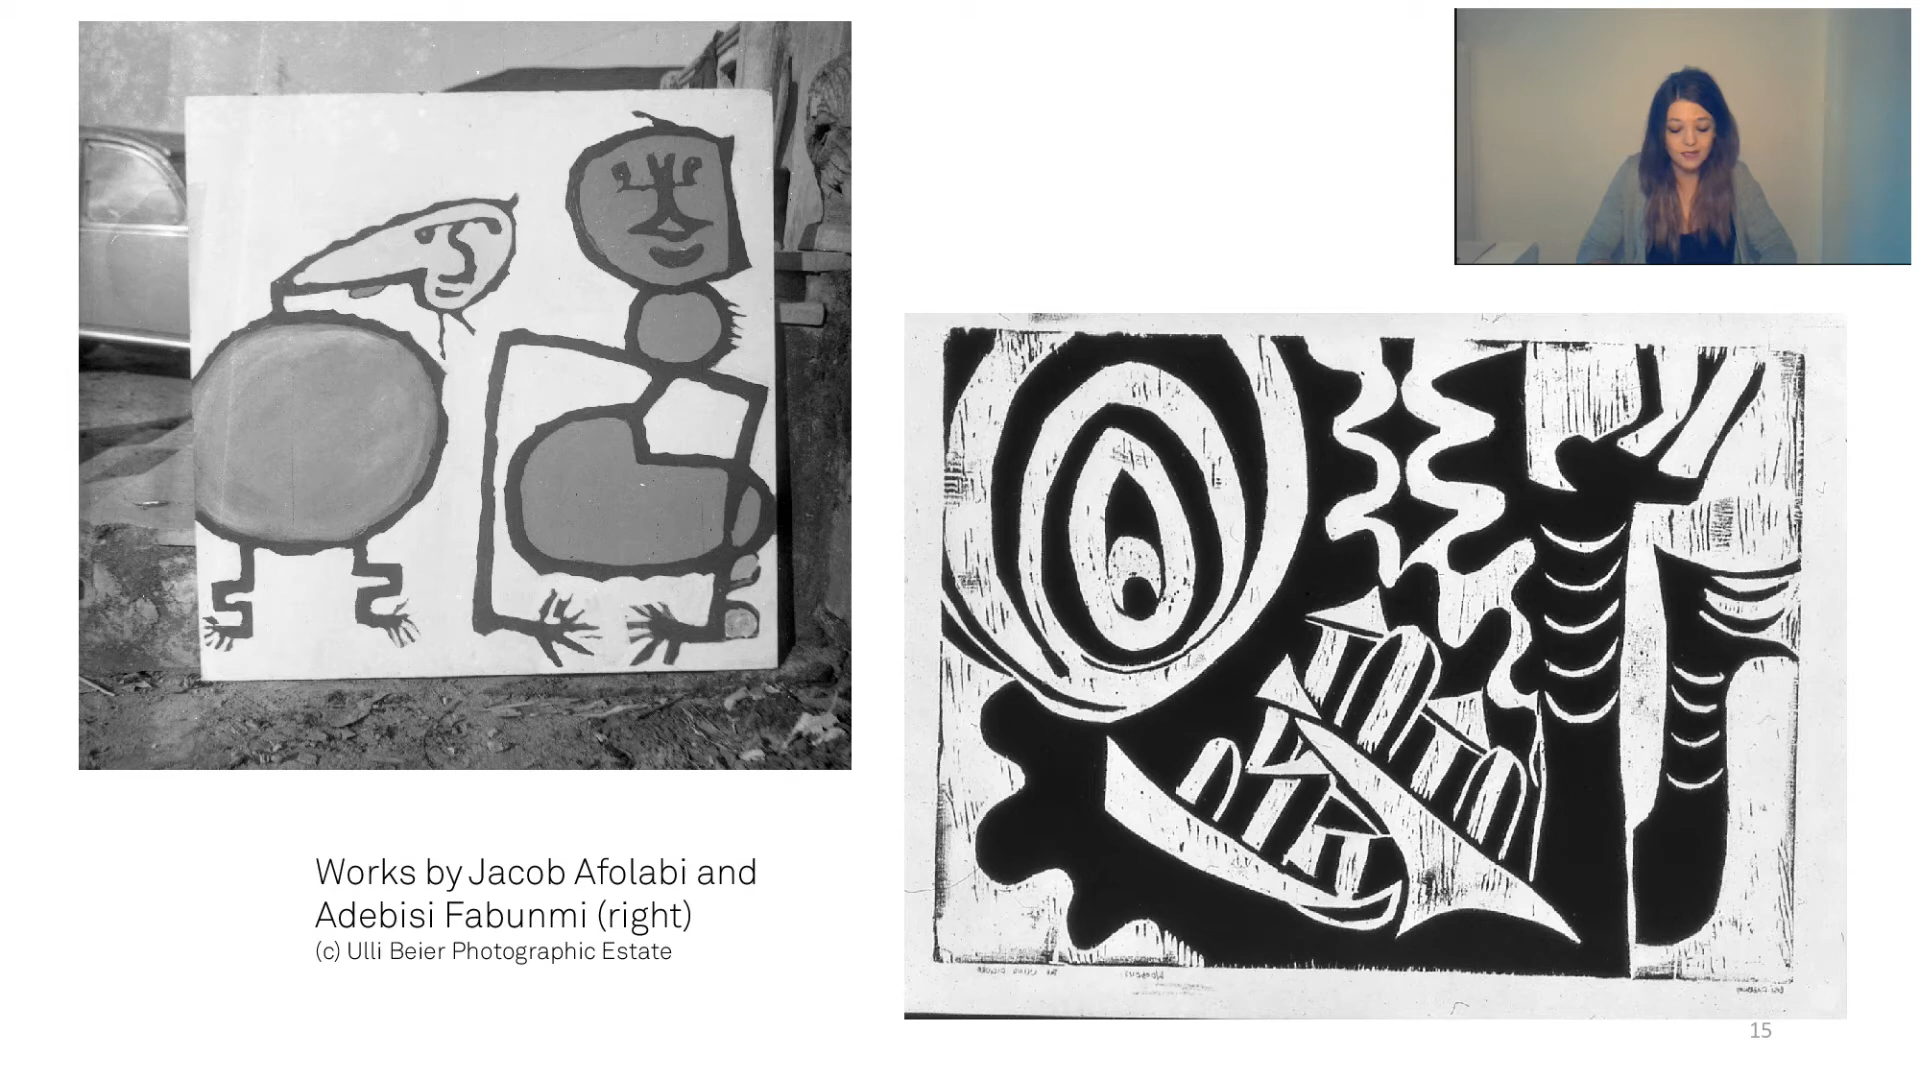 Works by Jacob Afolabi and
Adebisi Fabunmi (right)
(c) Ulli Beier Photographic Estate
15